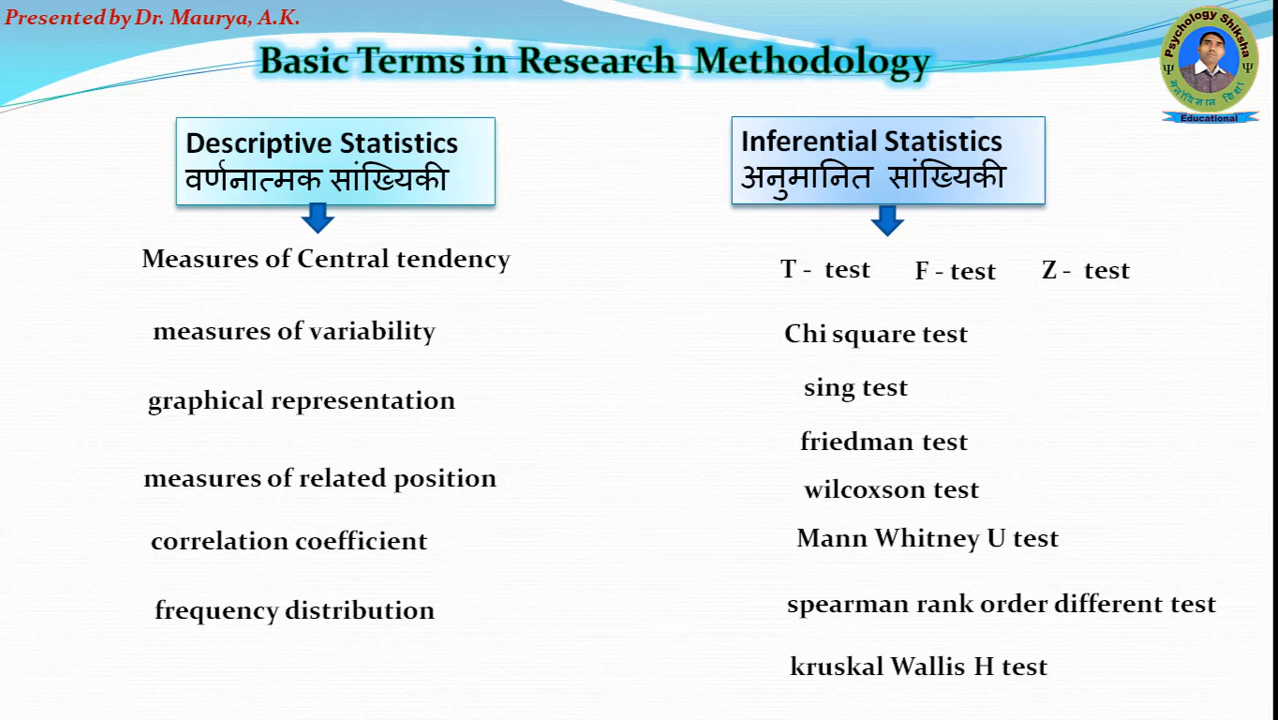 Presented by Dr. Maurya, A.K.
Basic Terms in Research Methodology
Psychology Shiksha
Ψ Ψ
मनोविज्ञान शिक्षा
Educational
Descriptive Statistics
वर्णनात्मक सांख्यिकी
Measures of Central tendency
measures of variability
graphical representation
measures of related position
correlation coefficient
frequency distribution
Inferential Statistics
अनुमानित सांख्यिकी
T - test F - test Z - test
Chi square test
sing test
friedman test
wilcoxson test
Mann Whitney U test
spearman rank order different test
kruskal Wallis H test